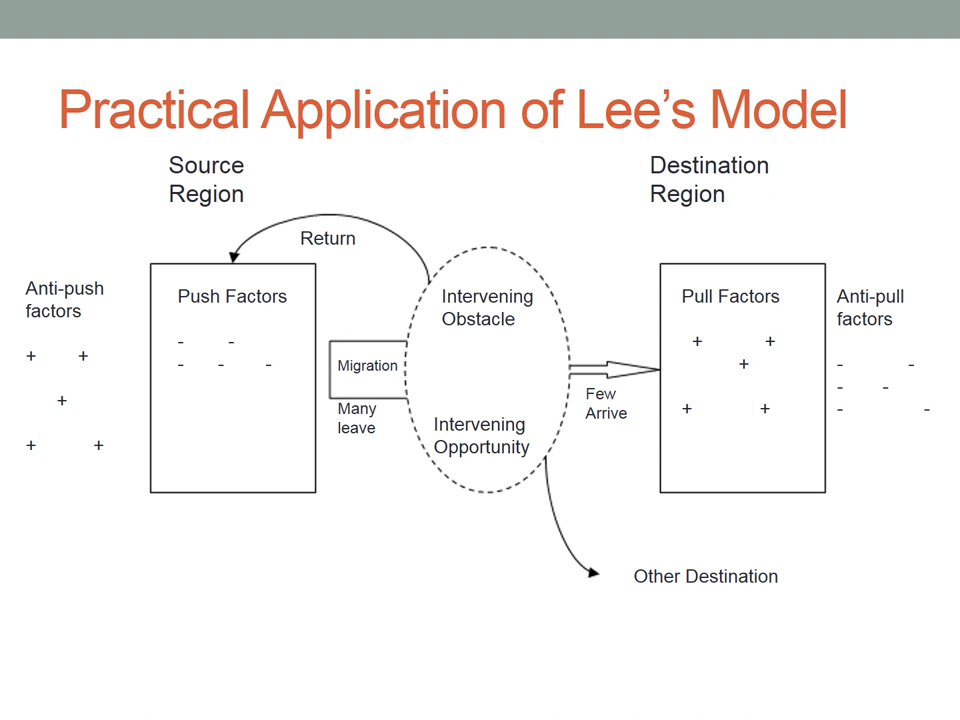 Practical Application of Lee's Model
Source
Region
Destination
Region
Return
Anti-push
factors
+ +
+
+ +
Push Factors
- -
- - -
Migration
Many
leave
Intervening
Obstacle
Intervening
Opportunity
Few
Arrive
Pull Factors
+ +
+
+ +
Anti-pull
factors
- -
- -
- -
Other Destination